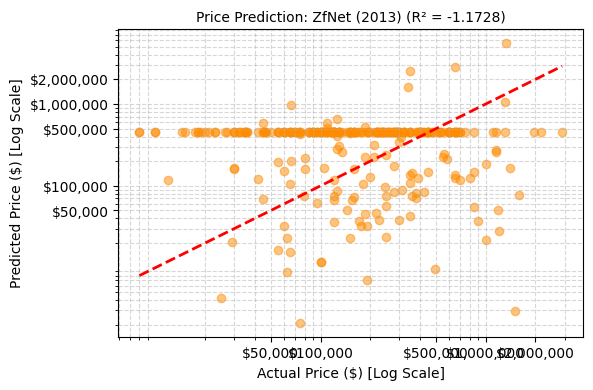 Price Prediction: ZfNet (2013) (R² = -1.1728)
Predicted Price ($) [Log Scale]
$2,000,000
$1,000,000
$500,000
$100,000
$50,000
$50,000 $100,000 $500,000 $1,000,000 $2,000,000
Actual Price ($) [Log Scale]